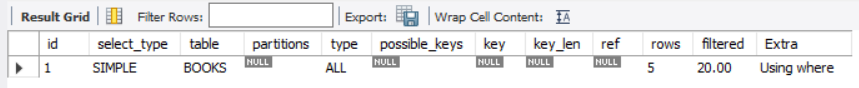 Result Grid Filter Rows: Export: Wrap Cell Content: IA
id select_type table partitions type possible_keys key key_len ref rows filtered Extra
1 SIMPLE BOOKS NULL ALL NULL NULL NULL NULL 5 20.00 Using where